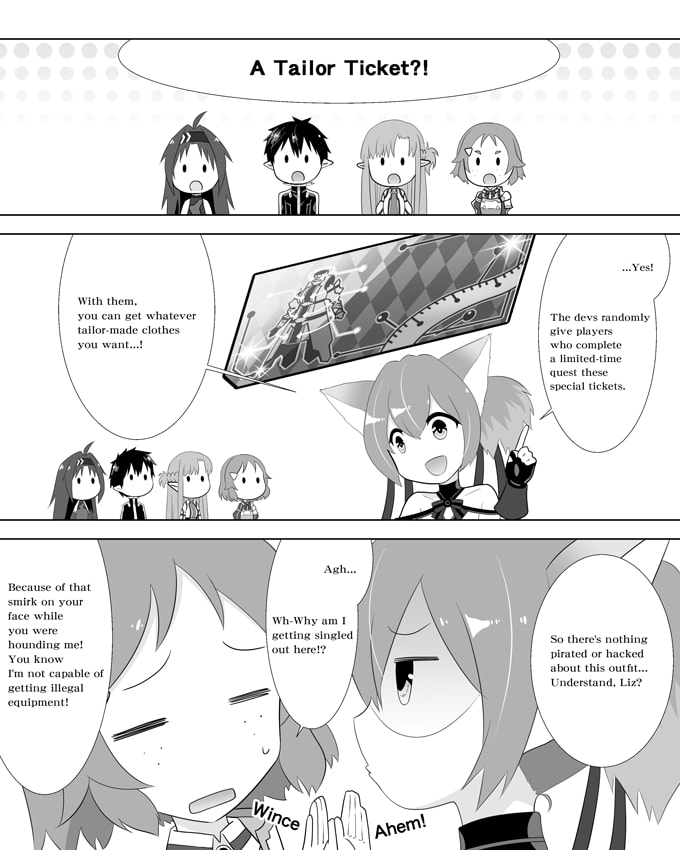 A Tailor Ticket?!
...Yes!
The devs randomly
give players
who complete
a limited-time
quest these
special tickets.
With them,
you can get whatever
tailor-made clothes
you want...!
So there's nothing
pirated or hacked
about this outfit...
Understand, Liz?
Agh...
Wh-Why am I
getting singled
out here!?
Because of that
smirk on your
face while
you were
hounding me!
You know
I'm not capable of
getting illegal
equipment!
Wince
Ahem!